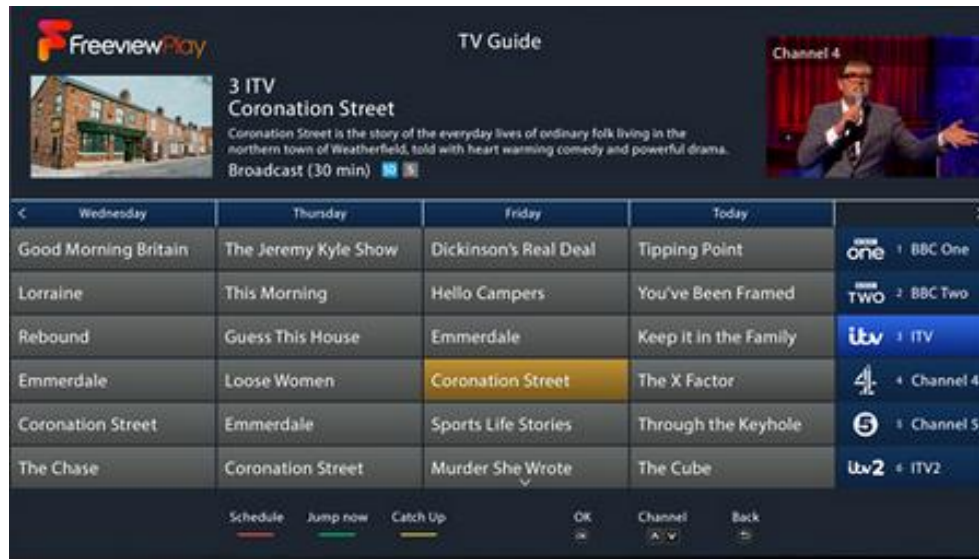 FreeviewPlay
TV Guide
Channel 4
3 ITV
Coronation Street
Coronation Street is the story of the everyday lives of ordinary folk living in the
northern town of Weatherfield, told with heart warming comedy and powerful drama.
Broadcast (30 min) SD S
Wednesday Thursday Friday Today
Good Morning Britain The Jeremy Kyle Show Dickinson's Real Deal Tipping Point BBC one 1 BBC One
Lorraine This Morning Hello Campers You've Been Framed BBC TWO 2 BBC Two
Rebound Guess This House Emmerdale Keep it in the Family itv 3 ITV
Emmerdale Loose Women Coronation Street The X Factor 4 4 Channel 4
Coronation Street Emmerdale Sports Life Stories Through the Keyhole 5 5 Channel 5
The Chase Coronation Street Murder She Wrote The Cube itv2 6 ITV2
Schedule Jump now Catch Up OK Channel Back
OK